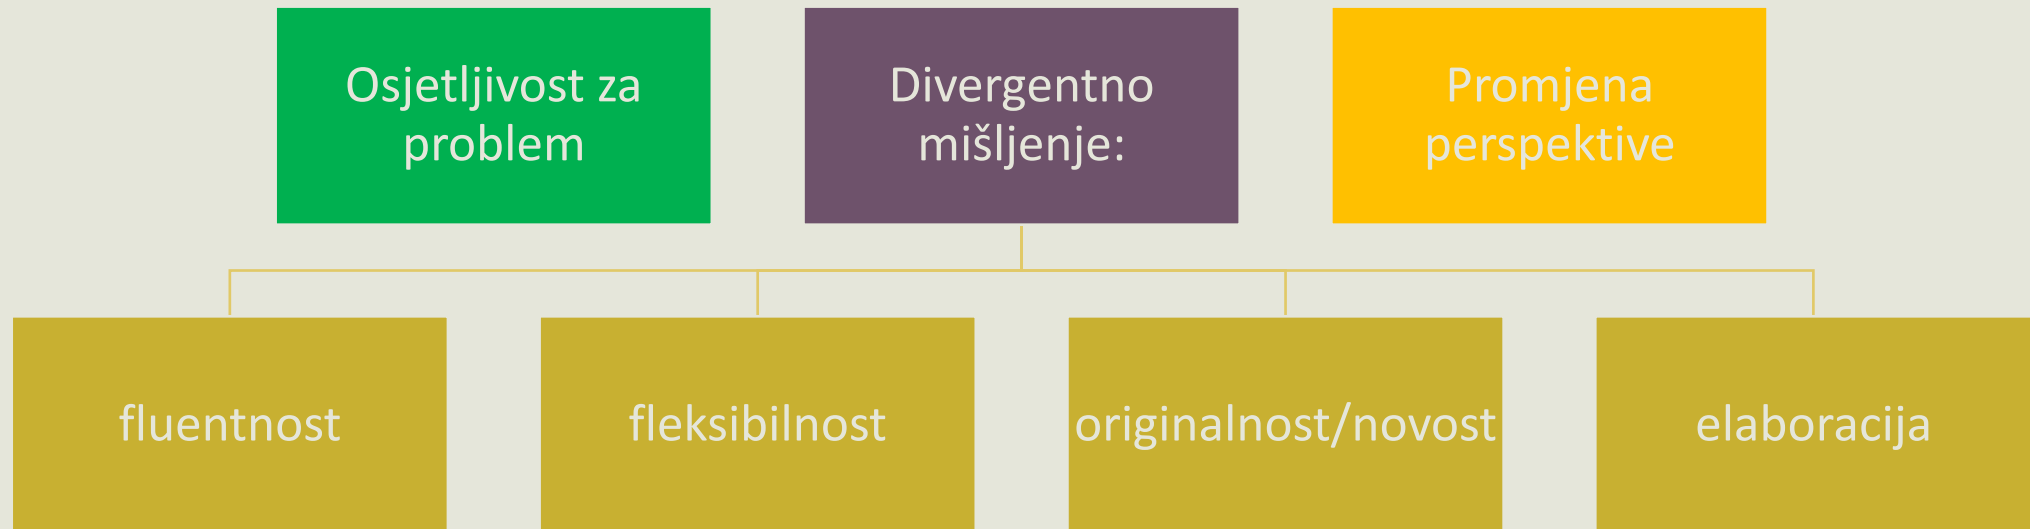 Osjetljivost za
problem
Divergentno
mišljenje:
Promjena
perspektive
fluentnost
fleksibilnost
originalnost/novost
elaboracija